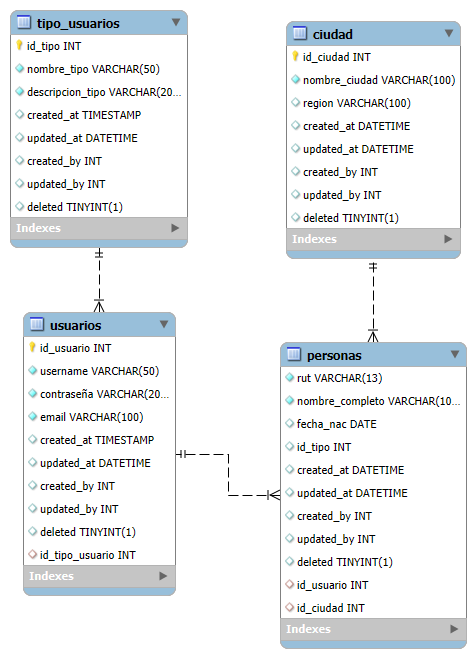 tipo_usuarios
id_tipo INT
nombre_tipo VARCHAR(50)
descripcion_tipo VARCHAR(20...
created_at TIMESTAMP
updated_at DATETIME
created_by INT
updated_by INT
deleted TINYINT(1)
Indexes
ciudad
id_ciudad INT
nombre_ciudad VARCHAR(100)
region VARCHAR(100)
created_at DATETIME
updated_at DATETIME
created_by INT
updated_by INT
deleted TINYINT(1)
Indexes
usuarios
id_usuario INT
username VARCHAR(50)
contraseña VARCHAR(20...
email VARCHAR(100)
created_at TIMESTAMP
updated_at DATETIME
created_by INT
updated_by INT
deleted TINYINT(1)
id_tipo_usuario INT
Indexes
personas
rut VARCHAR(13)
nombre_completo VARCHAR(10...
fecha_nac DATE
id_tipo INT
created_at DATETIME
updated_at DATETIME
created_by INT
updated_by INT
deleted TINYINT(1)
id_usuario INT
id_ciudad INT
Indexes